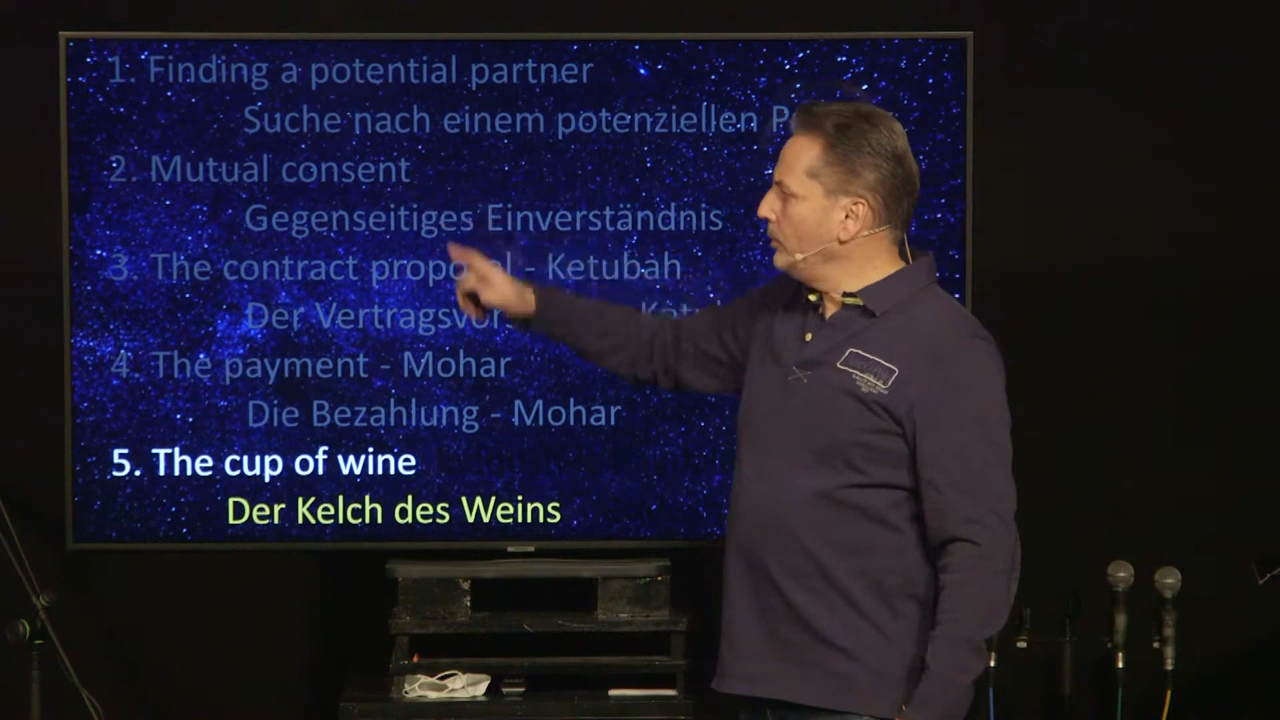 1. Finding a potential partner
Suche nach einem potenziellen
2. Mutual consent
Gegenseitiges Einverständnis
3. The contract - Ketubah
Der
4. The payment - Mohar
Die Bezahlung - Mohar
5. The cup of wine
Der Kelch des Weins